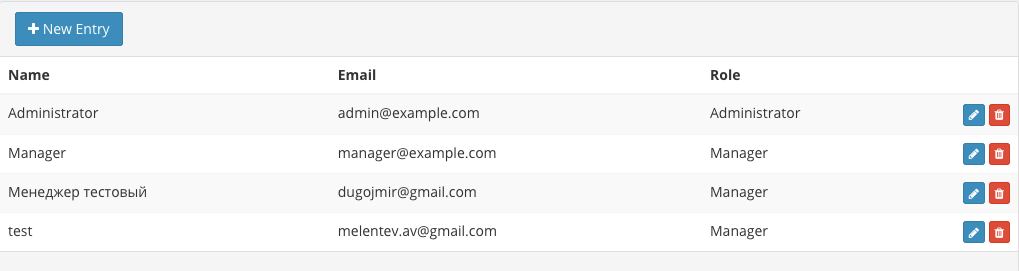 New Entry
Name Email Role
Administrator admin@example.com Administrator
Manager manager@example.com Manager
Менеджер тестовый dugojmir@gmail.com Manager
test melentev.av@gmail.com Manager